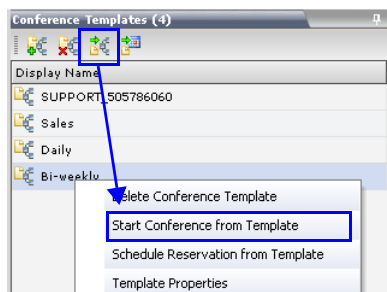 Conference Templates (4)
Display Name
SUPPORT_505786060
Sales
Daily
Bi-weekly
Delete Conference Template
Start Conference from Template
Schedule Reservation from Template
Template Properties